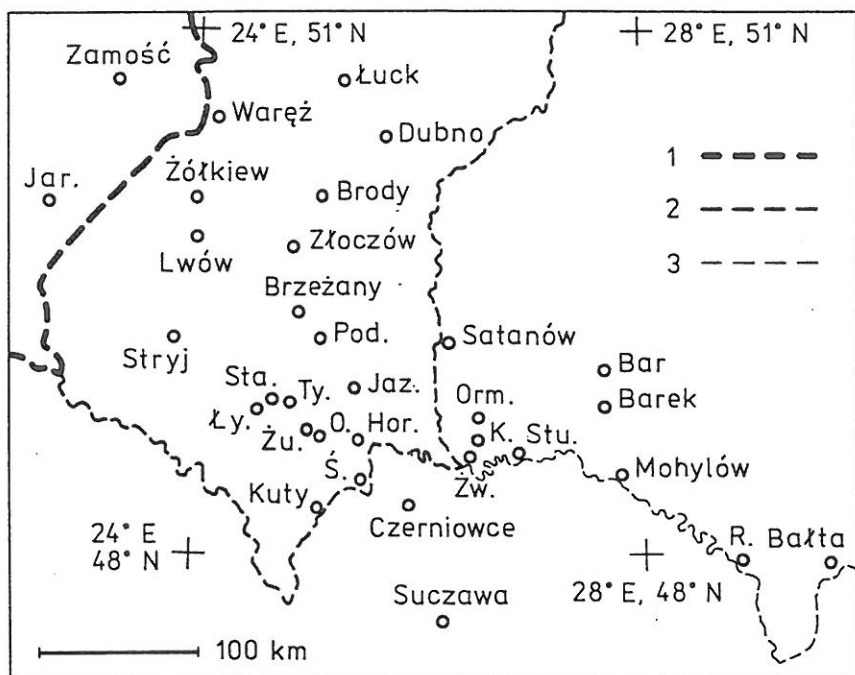 24° E, 51° N
28° E, 51° N
Zamość
Łuck
Waręż
Dubno
1
Jar.
Żółkiew
Brody
2
Lwów
Złoczów
3
Brzeżany
Stryj
Pod.
Satanów
Bar
Sta.
Ty.
Jaz.
Orm.
Barek
Ły.
Żu.
O.
Hor.
K.
Stu.
Ś.
Żw.
Mohylów
Kuty
Czerniowce
24° E
48° N
R.
Bałta
28° E, 48° N
Suczawa
100 km